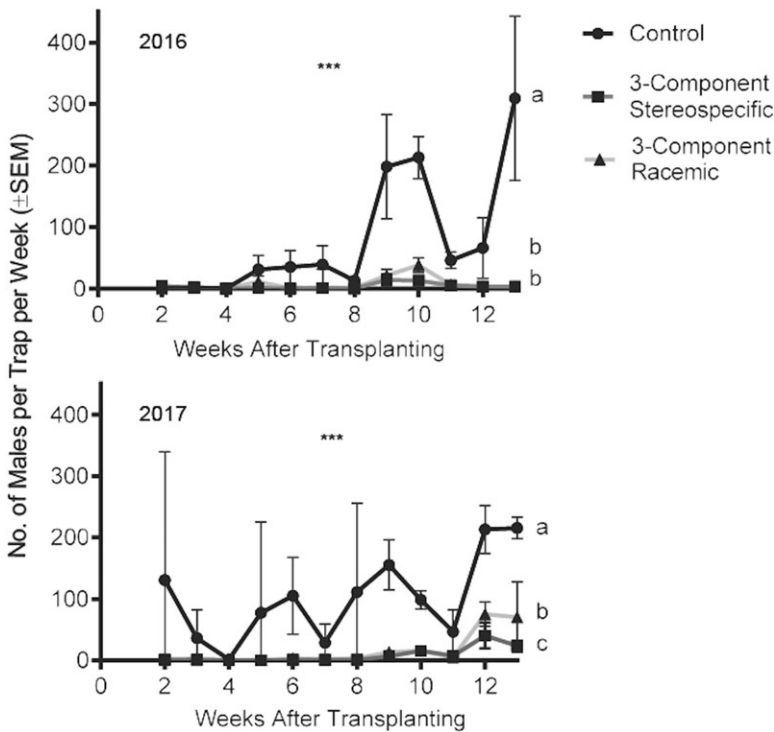 No. of Males per Trap per Week (±SEM)
2016
***
400
300
200
100
0
a
b
b
0 2 4 6 8 10 12
Weeks After Transplanting
Control
3-Component
Stereospecific
3-Component
Racemic
2017
***
400
300
200
100
0
a
b
c
0 2 4 6 8 10 12
Weeks After Transplanting